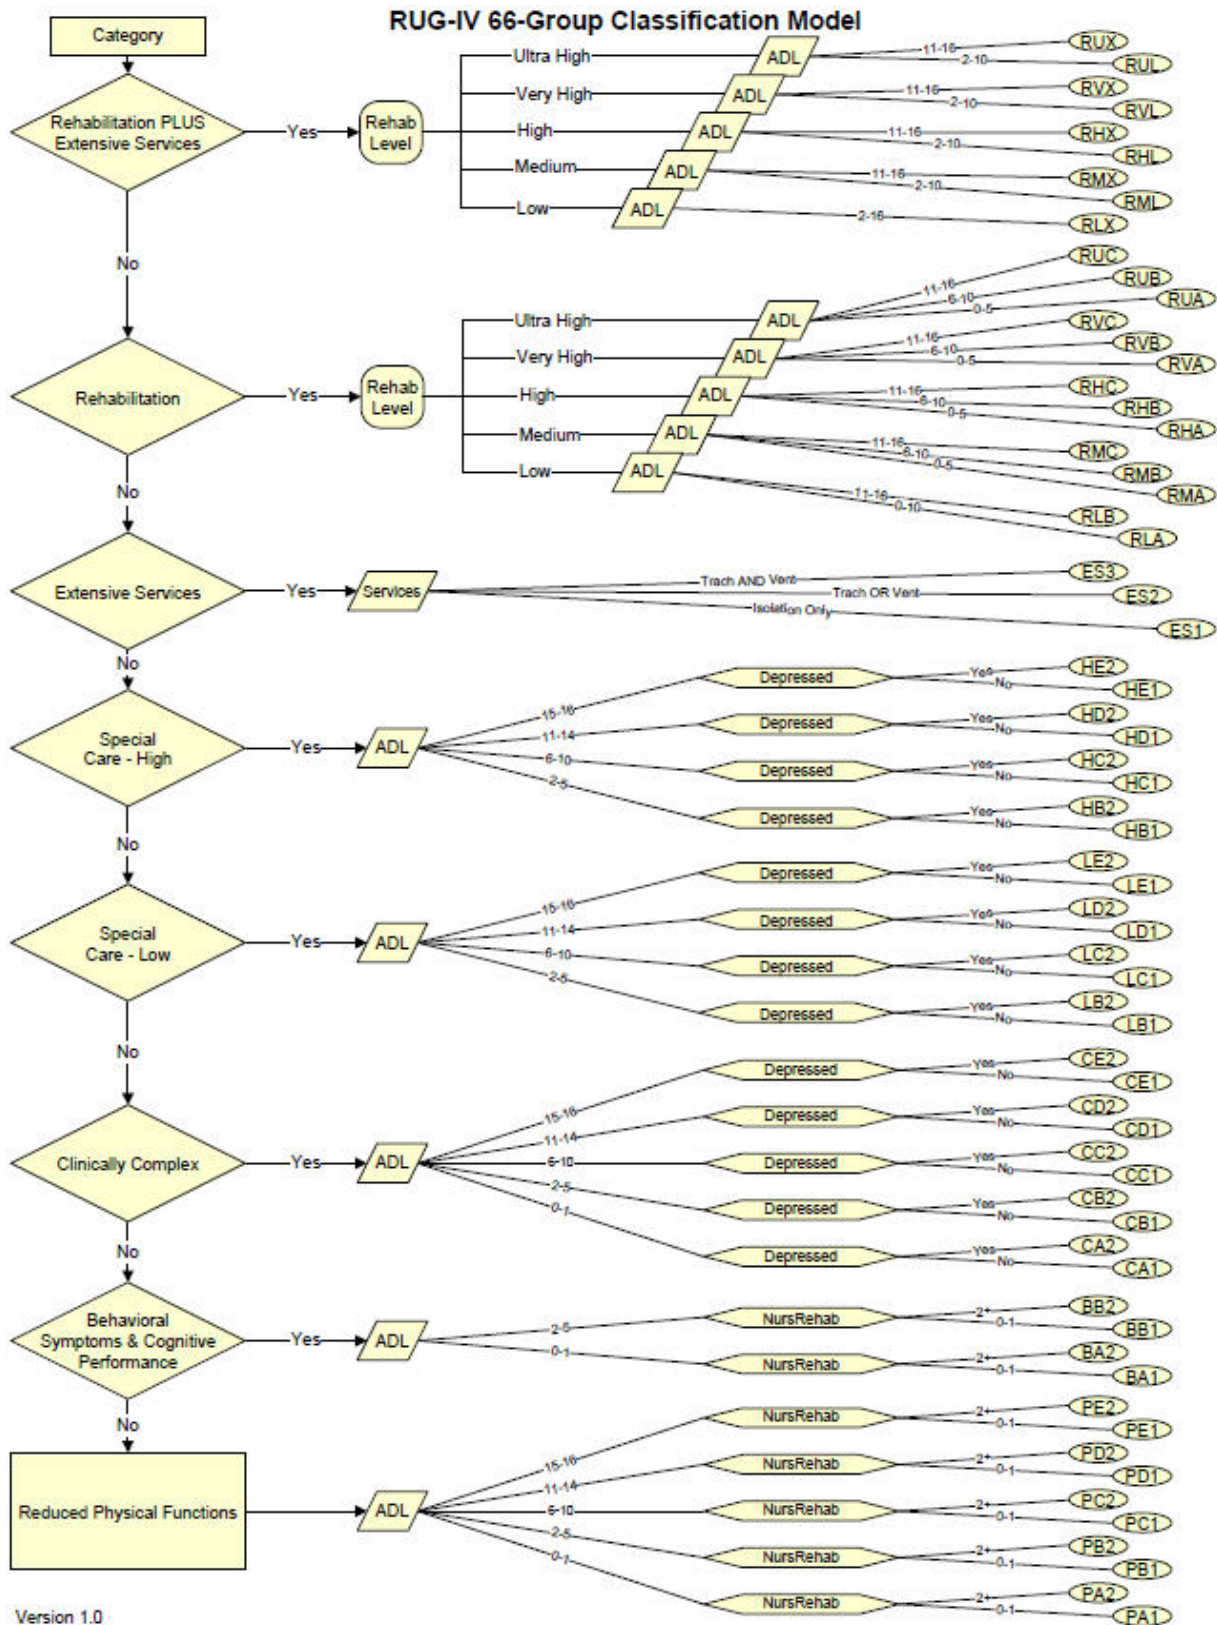 RUG-IV 66-Group Classification Model
Category
Rehabilitation PLUS
Extensive Services
Yes
Rehab
Level
Ultra High
ADL
11-16
RUX
2-10
RUL
Very High
ADL
11-16
RVX
2-10
RVL
High
ADL
11-16
RHX
2-10
RHL
Medium
ADL
11-16
RMX
2-10
RML
Low
ADL
2-16
RLX
No
Rehabilitation
Yes
Rehab
Level
Ultra High
ADL
11-16
RUC
6-10
RUB
0-5
RUA
Very High
ADL
11-16
RVC
6-10
RVB
0-5
RVA
High
ADL
11-16
RHC
6-10
RHB
0-5
RHA
Medium
ADL
11-16
RMC
6-10
RMB
0-5
RMA
Low
ADL
11-16
RLB
0-10
RLA
No
Extensive Services
Yes
Services
Trach AND Vent
ES3
Trach OR Vent
ES2
Isolation Only
ES1
No
Special
Care - High
Yes
ADL
15-16
Depressed
Yes
HE2
No
HE1
11-14
Depressed
Yes
HD2
No
HD1
6-10
Depressed
Yes
HC2
No
HC1
2-5
Depressed
Yes
HB2
No
HB1
No
Special
Care - Low
Yes
ADL
15-16
Depressed
Yes
LE2
No
LE1
11-14
Depressed
Yes
LD2
No
LD1
6-10
Depressed
Yes
LC2
No
LC1
2-5
Depressed
Yes
LB2
No
LB1
No
Clinically Complex
Yes
ADL
15-16
Depressed
Yes
CE2
No
CE1
11-14
Depressed
Yes
CD2
No
CD1
6-10
Depressed
Yes
CC2
No
CC1
2-5
Depressed
Yes
CB2
No
CB1
0-1
Depressed
Yes
CA2
No
CA1
No
Behavioral
Symptoms & Cognitive
Performance
Yes
ADL
2-5
NursRehab
2+
BB2
0-1
BB1
0-1
NursRehab
2+
BA2
0-1
BA1
No
Reduced Physical Functions
ADL
15-16
NursRehab
2+
PE2
0-1
PE1
11-14
NursRehab
2+
PD2
0-1
PD1
6-10
NursRehab
2+
PC2
0-1
PC1
2-5
NursRehab
2+
PB2
0-1
PB1
0-1
NursRehab
2+
PA2
0-1
PA1
Version 1.0